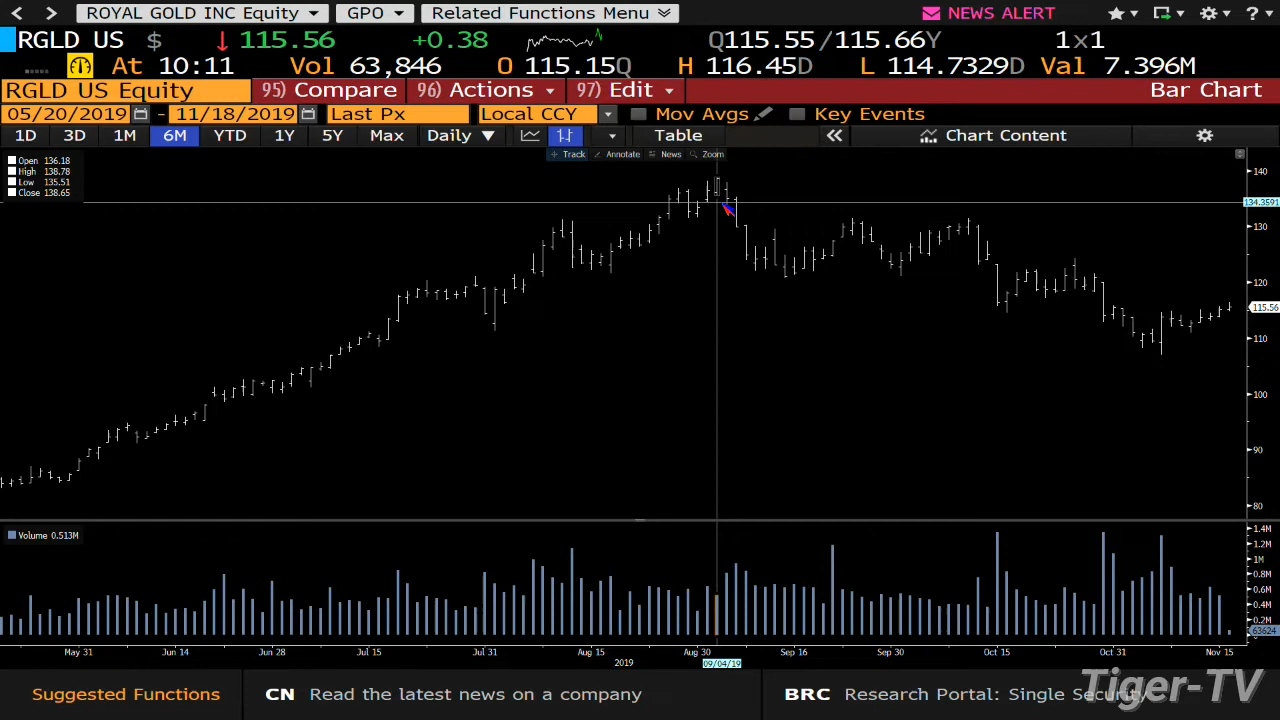 ROYAL GOLD INC Equity GPO Related Functions Menu NEWS ALERT ?
RGLD US $ 115.56 +0.38 Q115.55/115.66Y 1x1
At 10:11 Vol 63,846 O 115.15Q H 116.45D L 114.7329D Val 7.396M
RGLD US Equity 95) Compare 96) Actions 97) Edit Bar Chart
05/20/2019 - 11/18/2019 Last Px Local CCY Mov Avgs Key Events
1D 3D 1M 6M YTD 1Y 5Y Max Daily Table Chart Content
Track Annotate News Zoom
Open 136.18
High 138.78
Low 135.51
Close 138.65
140
134.3591
130
120
115.56
110
100
90
80
Volume 0.513M
1.4M
1.2M
1M
0.8M
0.6M
0.4M
0.2M
63624
May 31 Jun 14 Jun 28 Jul 15 Jul 31 Aug 15 Aug 30 Sep 16 Sep 30 Oct 15 Oct 31 Nov 15
2019 09/04/19
Suggested Functions CN Read the latest news on a company BRC Research Portal: Single Security
Tiger-TV